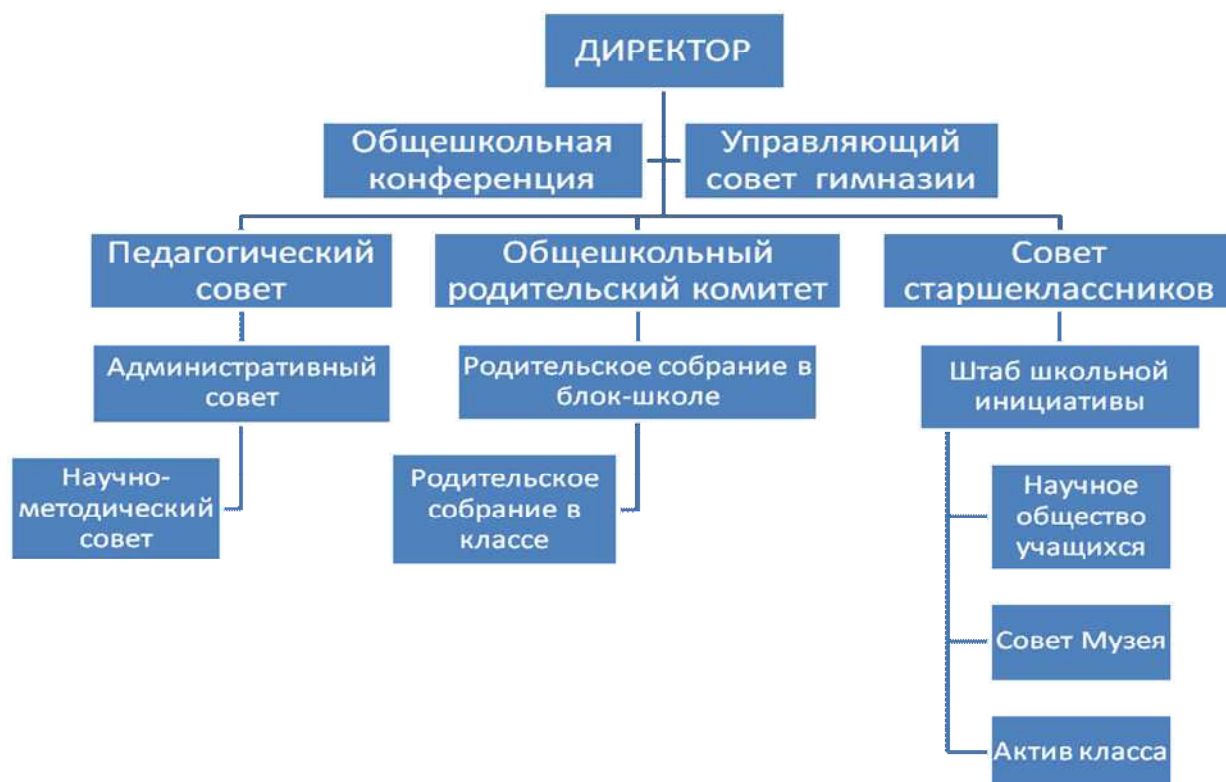 ДИРЕКТОР
Общешкольная
конференция
Управляющий
совет гимназии
Педагогический
совет
Общешкольный
родительский комитет
Совет
старшеклассников
Административный
совет
Родительское собрание в
блок-школе
Штаб школьной
инициативы
Научно-
методический
совет
Родительское
собрание в
классе
Научное
общество
учащихся
Совет Музея
Актив класса